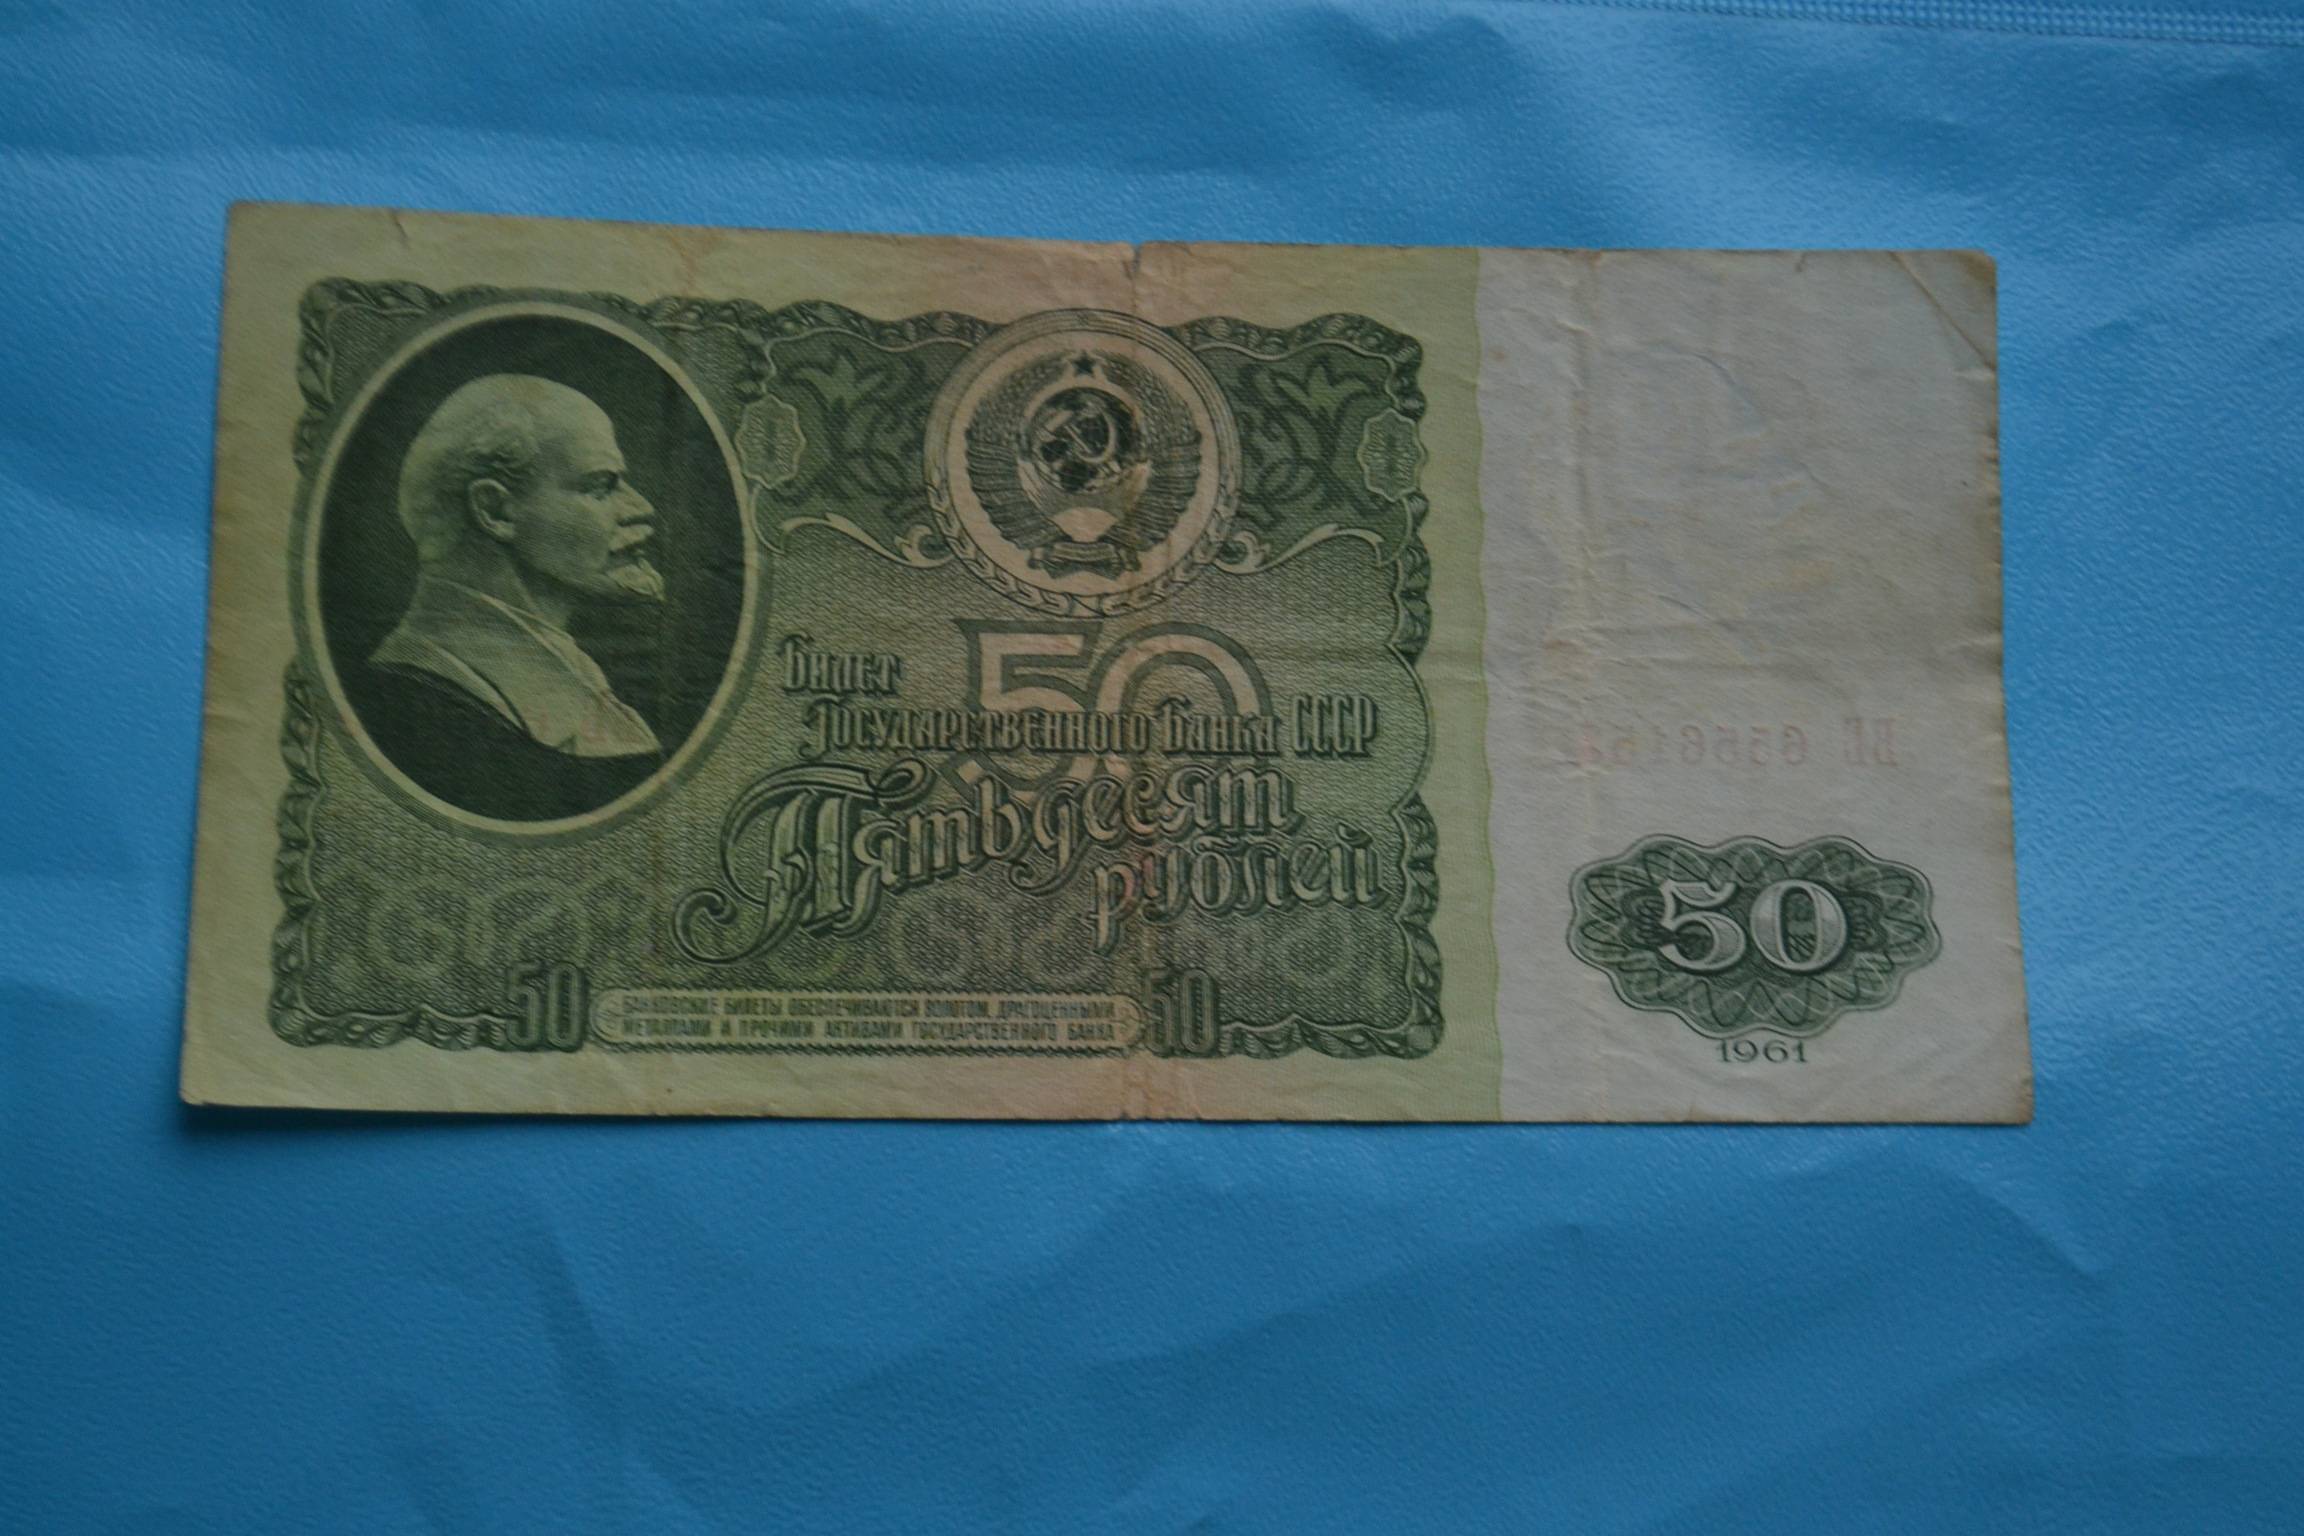 Билет
Государственного Банка СССР
50
Пятьдесят
рублей
50
50 БАНКОВСКИЕ БИЛЕТЫ ОБЕСПЕЧИВАЮТСЯ ЗОЛОТОМ, ДРАГОЦЕННЫМИ 50
МЕТАЛЛАМИ И ПРОЧИМИ АКТИВАМИ ГОСУДАРСТВЕННОГО БАНКА
1961